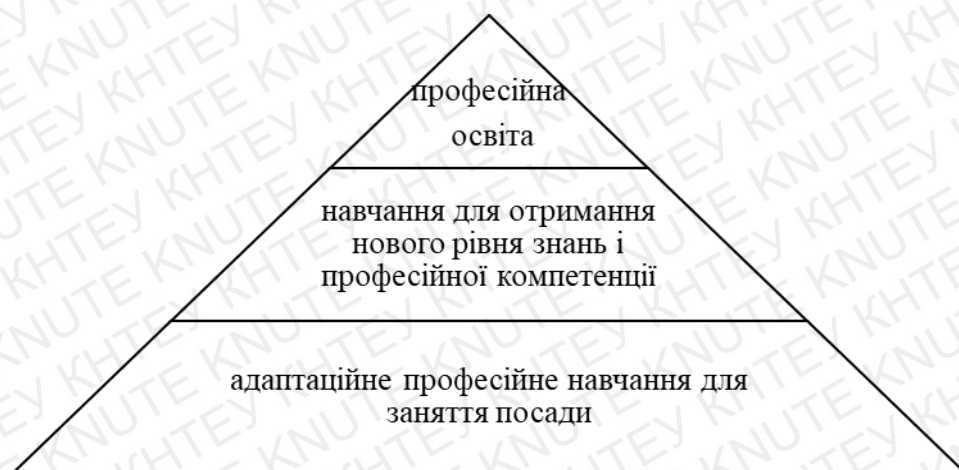 професійна
освіта
навчання для отримання
нового рівня знань і
професійної компетенції
адаптаційне професійне навчання для
заняття посади